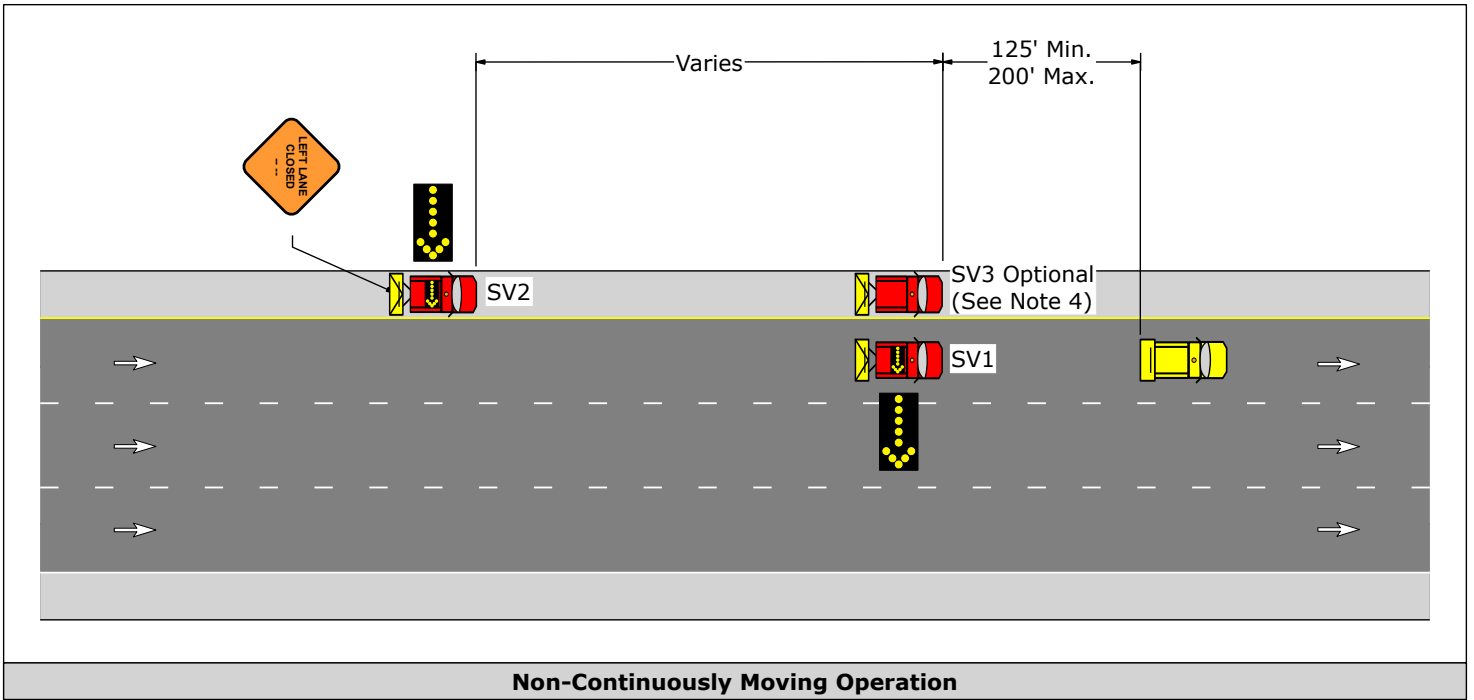 Varies
125' Min.
200' Max.
LEFT LANE
CLOSED
-- --
SV2
SV3 Optional
(See Note 4)
SV1
Non-Continuously Moving Operation